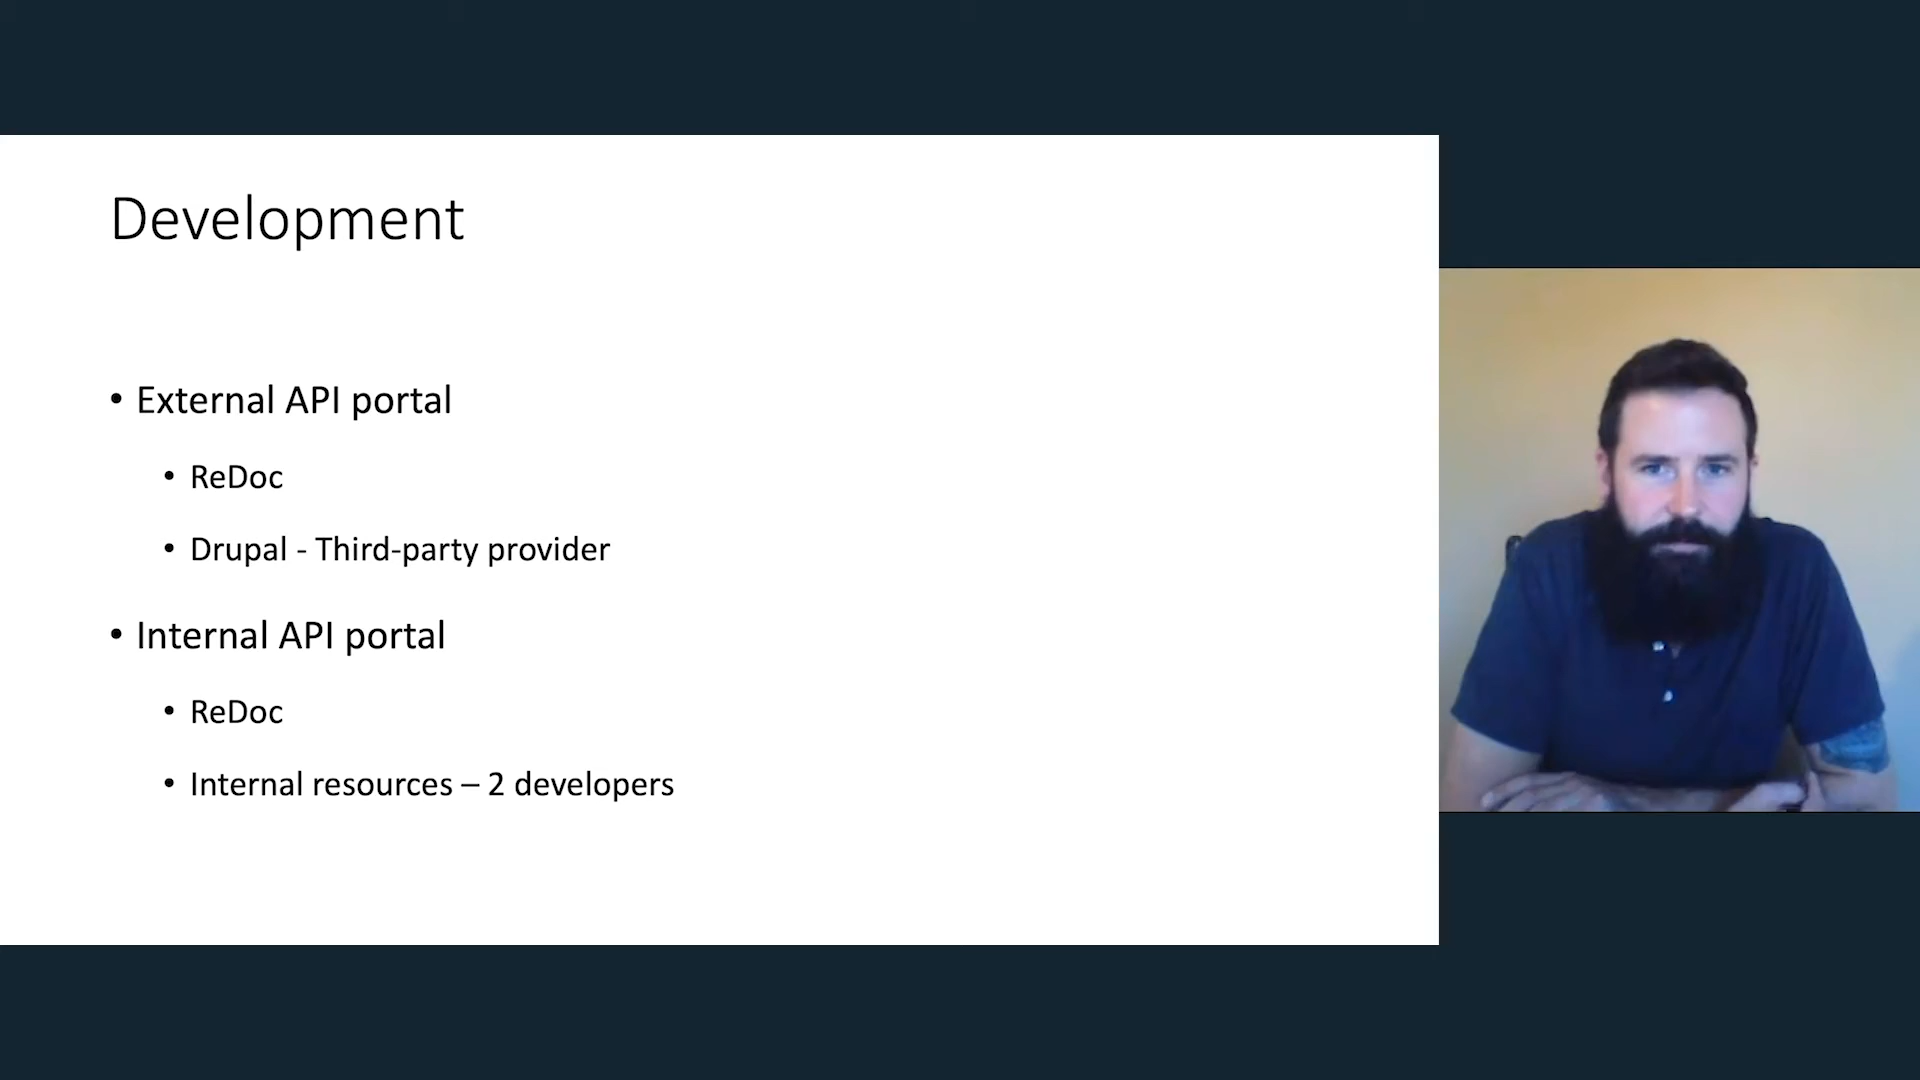 Development
• External API portal
• ReDoc
• Drupal - Third-party provider
• Internal API portal
• ReDoc
• Internal resources – 2 developers